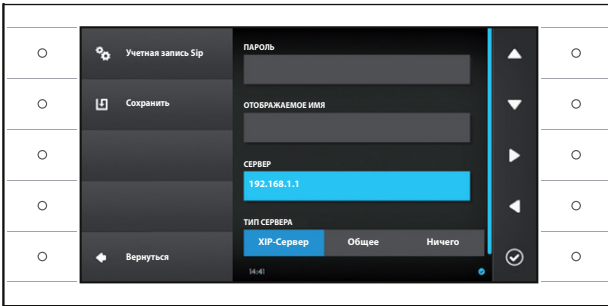 Учетная запись Sip
Сохранить
Вернуться
ПАРОЛЬ
ОТОБРАЖАЕМОЕ ИМЯ
СЕРВЕР
192.168.1.1
ТИП СЕРВЕРА
XIP-Сервер Общее Ничего
14:41